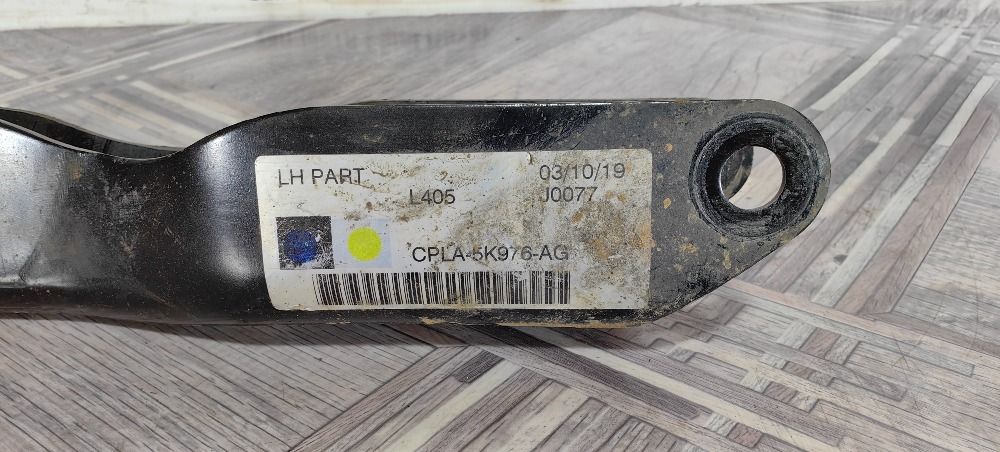 LH PART 03/10/19
L405 J0077
CPLA-5K976-AG